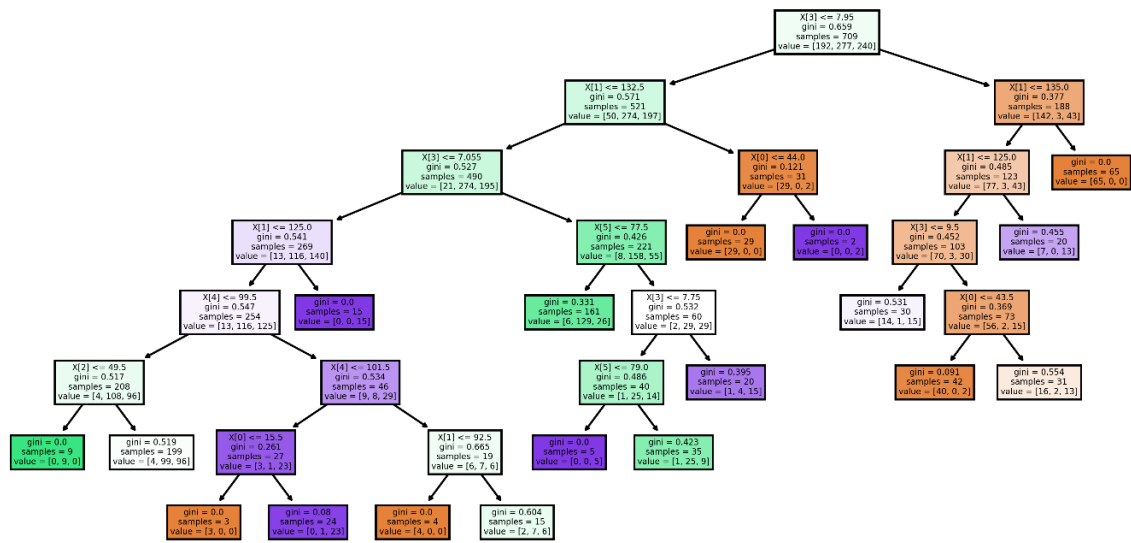 X[3] <= 7.95
gini = 0.659
samples = 709
value = [192, 277, 240]
X[1] <= 132.5
gini = 0.571
samples = 521
value = [50, 274, 197]
X[1] <= 135.0
gini = 0.377
samples = 188
value = [142, 3, 43]
X[3] <= 7.055
gini = 0.527
samples = 490
value = [21, 274, 195]
X[0] <= 44.0
gini = 0.121
samples = 31
value = [29, 0, 2]
X[1] <= 125.0
gini = 0.485
samples = 123
value = [77, 3, 43]
gini = 0.0
samples = 65
value = [65, 0, 0]
X[1] <= 125.0
gini = 0.541
samples = 269
value = [13, 116, 140]
X[5] <= 77.5
gini = 0.426
samples = 221
value = [8, 158, 55]
gini = 0.0
samples = 29
value = [29, 0, 0]
gini = 0.0
samples = 2
value = [0, 0, 2]
X[3] <= 9.5
gini = 0.452
samples = 103
value = [70, 3, 30]
gini = 0.455
samples = 20
value = [7, 0, 13]
X[4] <= 99.5
gini = 0.547
samples = 254
value = [13, 116, 125]
gini = 0.0
samples = 15
value = [0, 0, 15]
gini = 0.331
samples = 161
value = [6, 129, 26]
X[3] <= 7.75
gini = 0.532
samples = 60
value = [2, 29, 29]
gini = 0.531
samples = 30
value = [14, 1, 15]
X[0] <= 43.5
gini = 0.369
samples = 73
value = [56, 2, 15]
X[2] <= 49.5
gini = 0.517
samples = 208
value = [4, 108, 96]
X[4] <= 101.5
gini = 0.534
samples = 46
value = [9, 8, 29]
X[5] <= 79.0
gini = 0.486
samples = 40
value = [1, 25, 14]
gini = 0.395
samples = 20
value = [1, 4, 15]
gini = 0.091
samples = 42
value = [40, 0, 2]
gini = 0.554
samples = 31
value = [16, 2, 13]
gini = 0.0
samples = 9
value = [0, 9, 0]
gini = 0.519
samples = 199
value = [4, 99, 96]
X[0] <= 15.5
gini = 0.261
samples = 27
value = [3, 1, 23]
X[1] <= 92.5
gini = 0.665
samples = 19
value = [6, 7, 6]
gini = 0.0
samples = 5
value = [0, 0, 5]
gini = 0.423
samples = 35
value = [1, 25, 9]
gini = 0.0
samples = 3
value = [3, 0, 0]
gini = 0.08
samples = 24
value = [0, 1, 23]
gini = 0.0
samples = 4
value = [4, 0, 0]
gini = 0.604
samples = 15
value = [2, 7, 6]